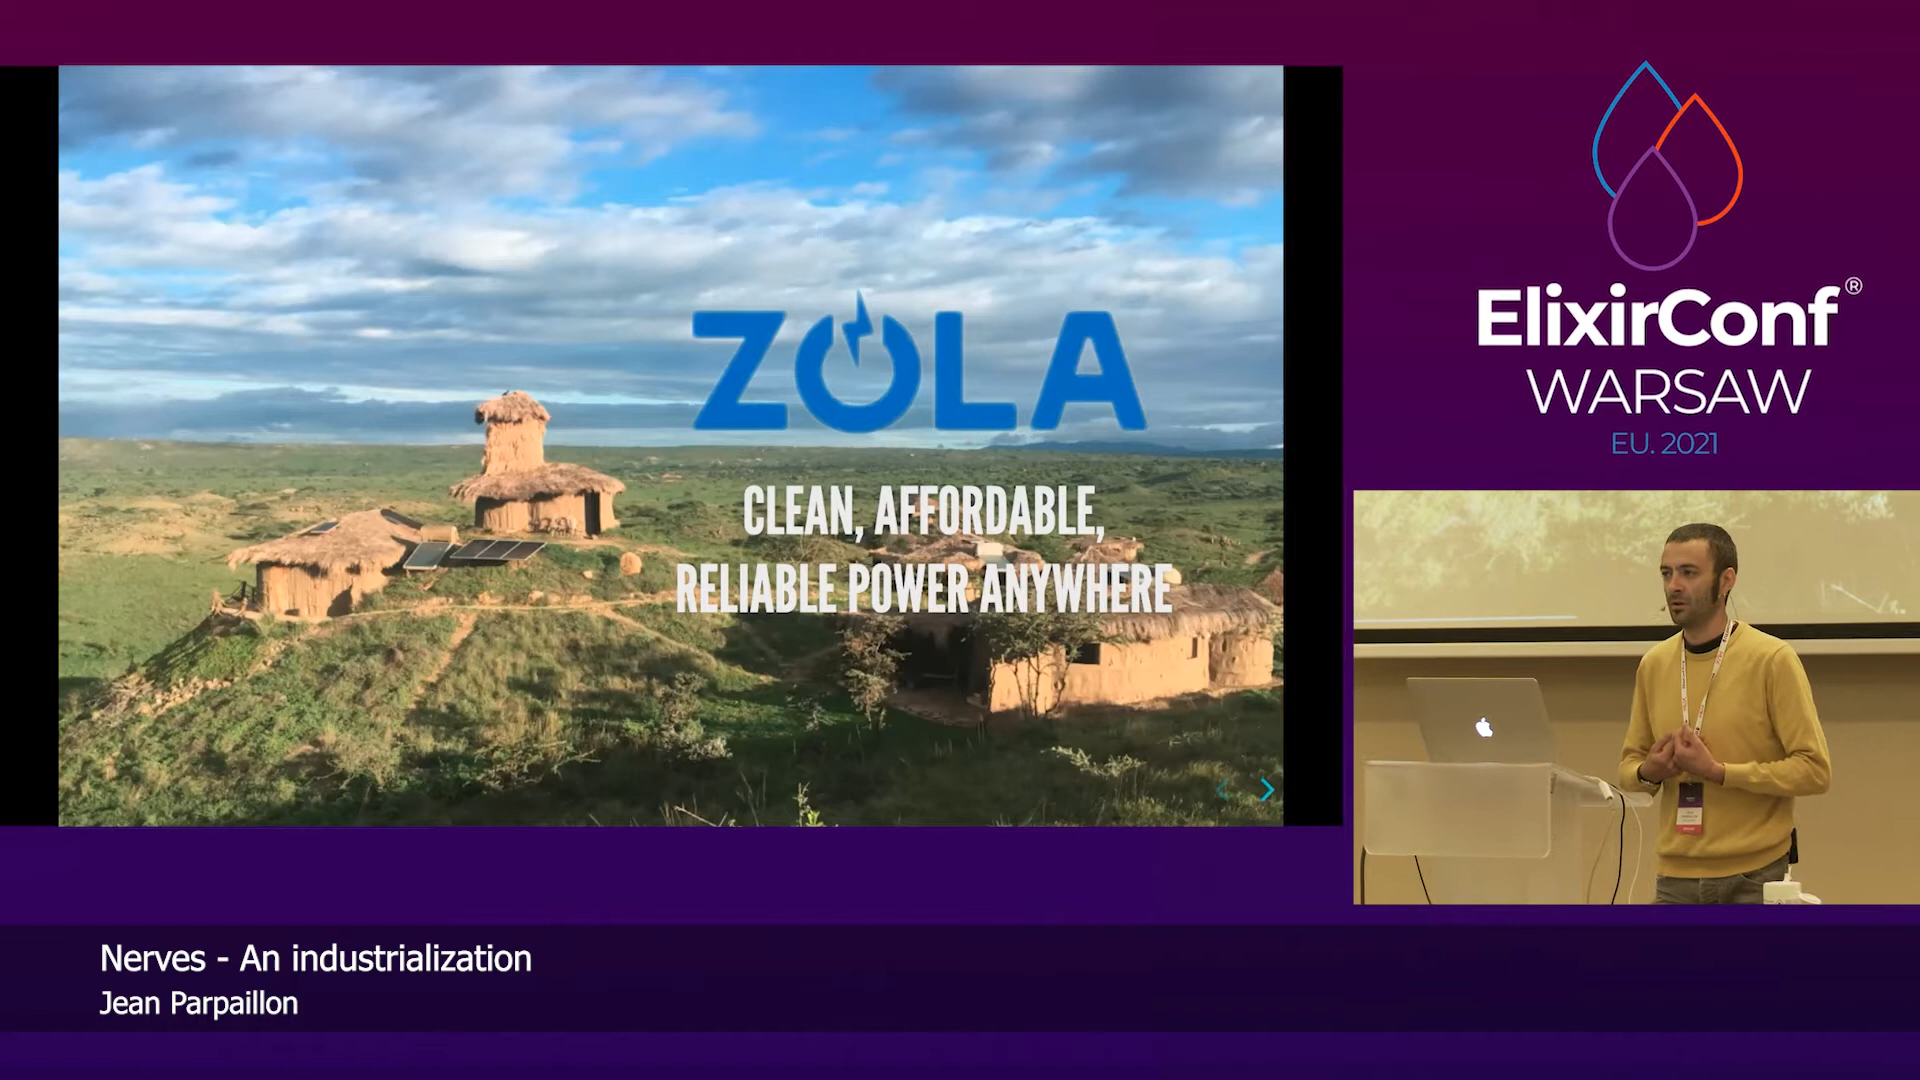 ZOLA
CLEAN, AFFORDABLE,
RELIABLE POWER ANYWHERE
ElixirConf®
WARSAW
EU. 2021
Nerves - An industrialization
Jean Parpaillon